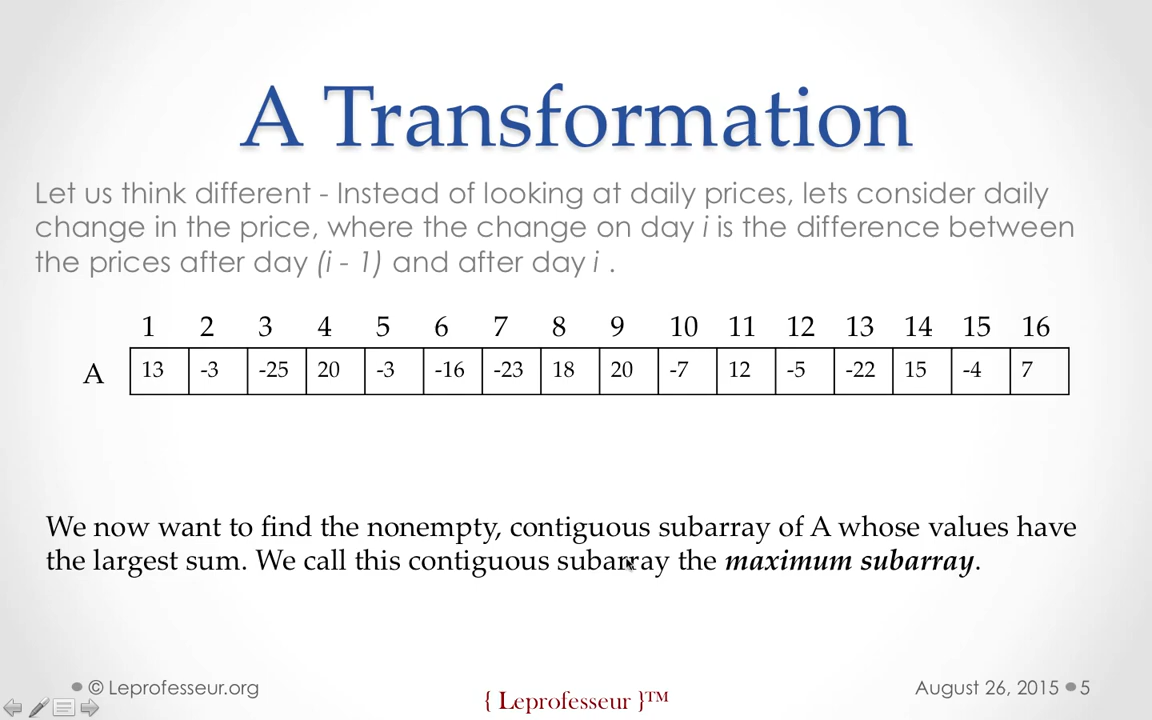 A Transformation
Let us think different - Instead of looking at daily prices, lets consider daily
change in the price, where the change on day i is the difference between
the prices after day (i - 1) and after day i .
1 2 3 4 5 6 7 8 9 10 11 12 13 14 15 16
A 13 -3 -25 20 -3 -16 -23 18 20 -7 12 -5 -22 15 -4 7
We now want to find the nonempty, contiguous subarray of A whose values have
the largest sum. We call this contiguous subarray the maximum subarray.
© Leprofesseur.org
{ Leprofesseur }™
August 26, 2015 5